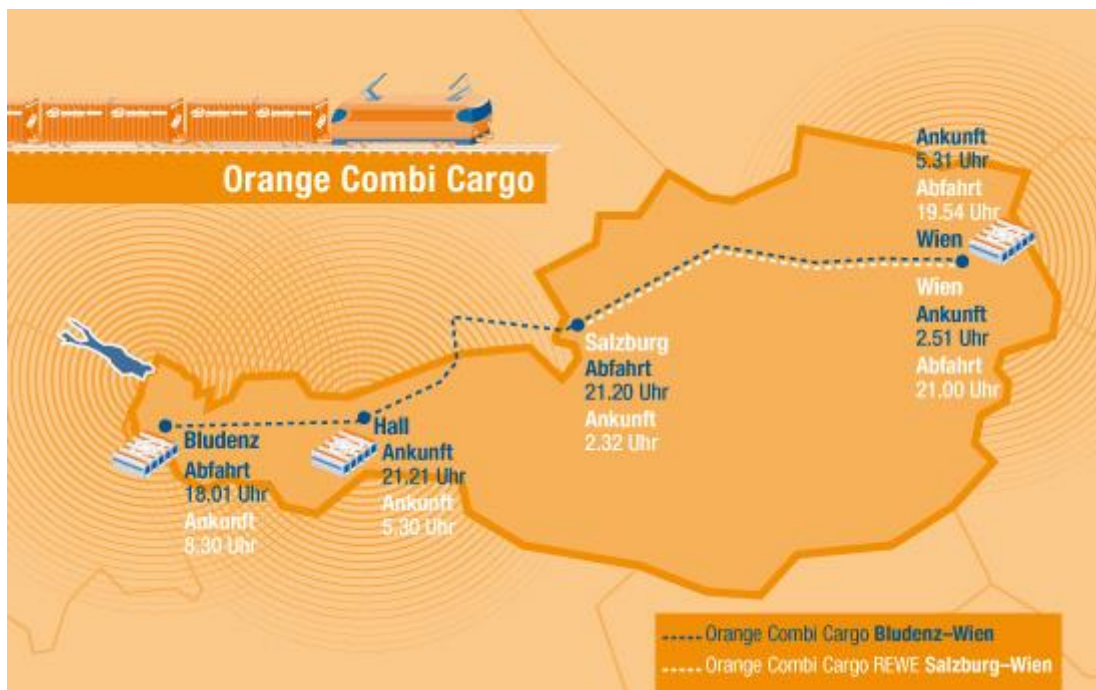 Orange Combi Cargo
Ankunft
5.31 Uhr
Abfahrt
19.54 Uhr
Wien
Wien
Ankunft
2.51 Uhr
Abfahrt
21.00 Uhr
Salzburg
Abfahrt
21.20 Uhr
Ankunft
2.32 Uhr
Hall
Ankunft
21.21 Uhr
Ankunft
5.30 Uhr
Bludenz
Abfahrt
18.01 Uhr
Ankunft
8.30 Uhr
Orange Combi Cargo Bludenz–Wien
Orange Combi Cargo REWE Salzburg–Wien